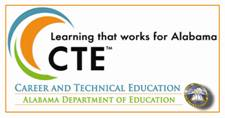 Learning that works for Alabama
CTE™
CAREER AND TECHNICAL EDUCATION
ALABAMA DEPARTMENT OF EDUCATION